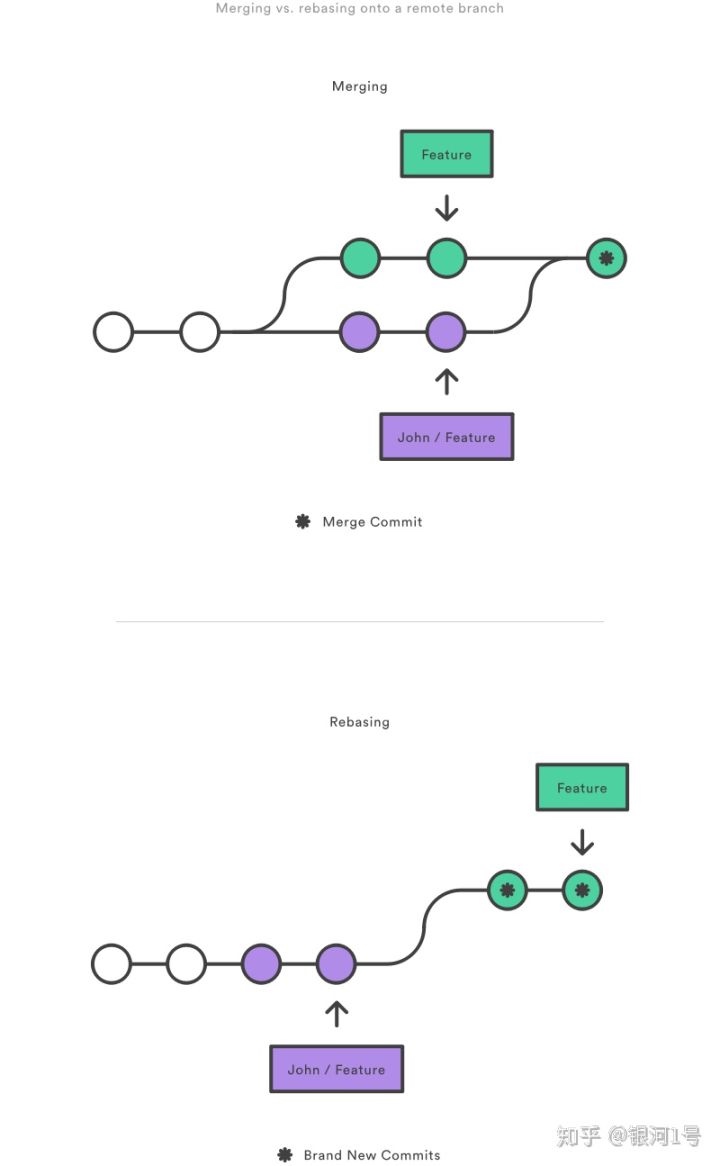 Merging vs. rebasing onto a remote branch
Merging
Feature
John / Feature
Merge Commit
Rebasing
Feature
John / Feature
Brand New Commits
知乎 @银河1号